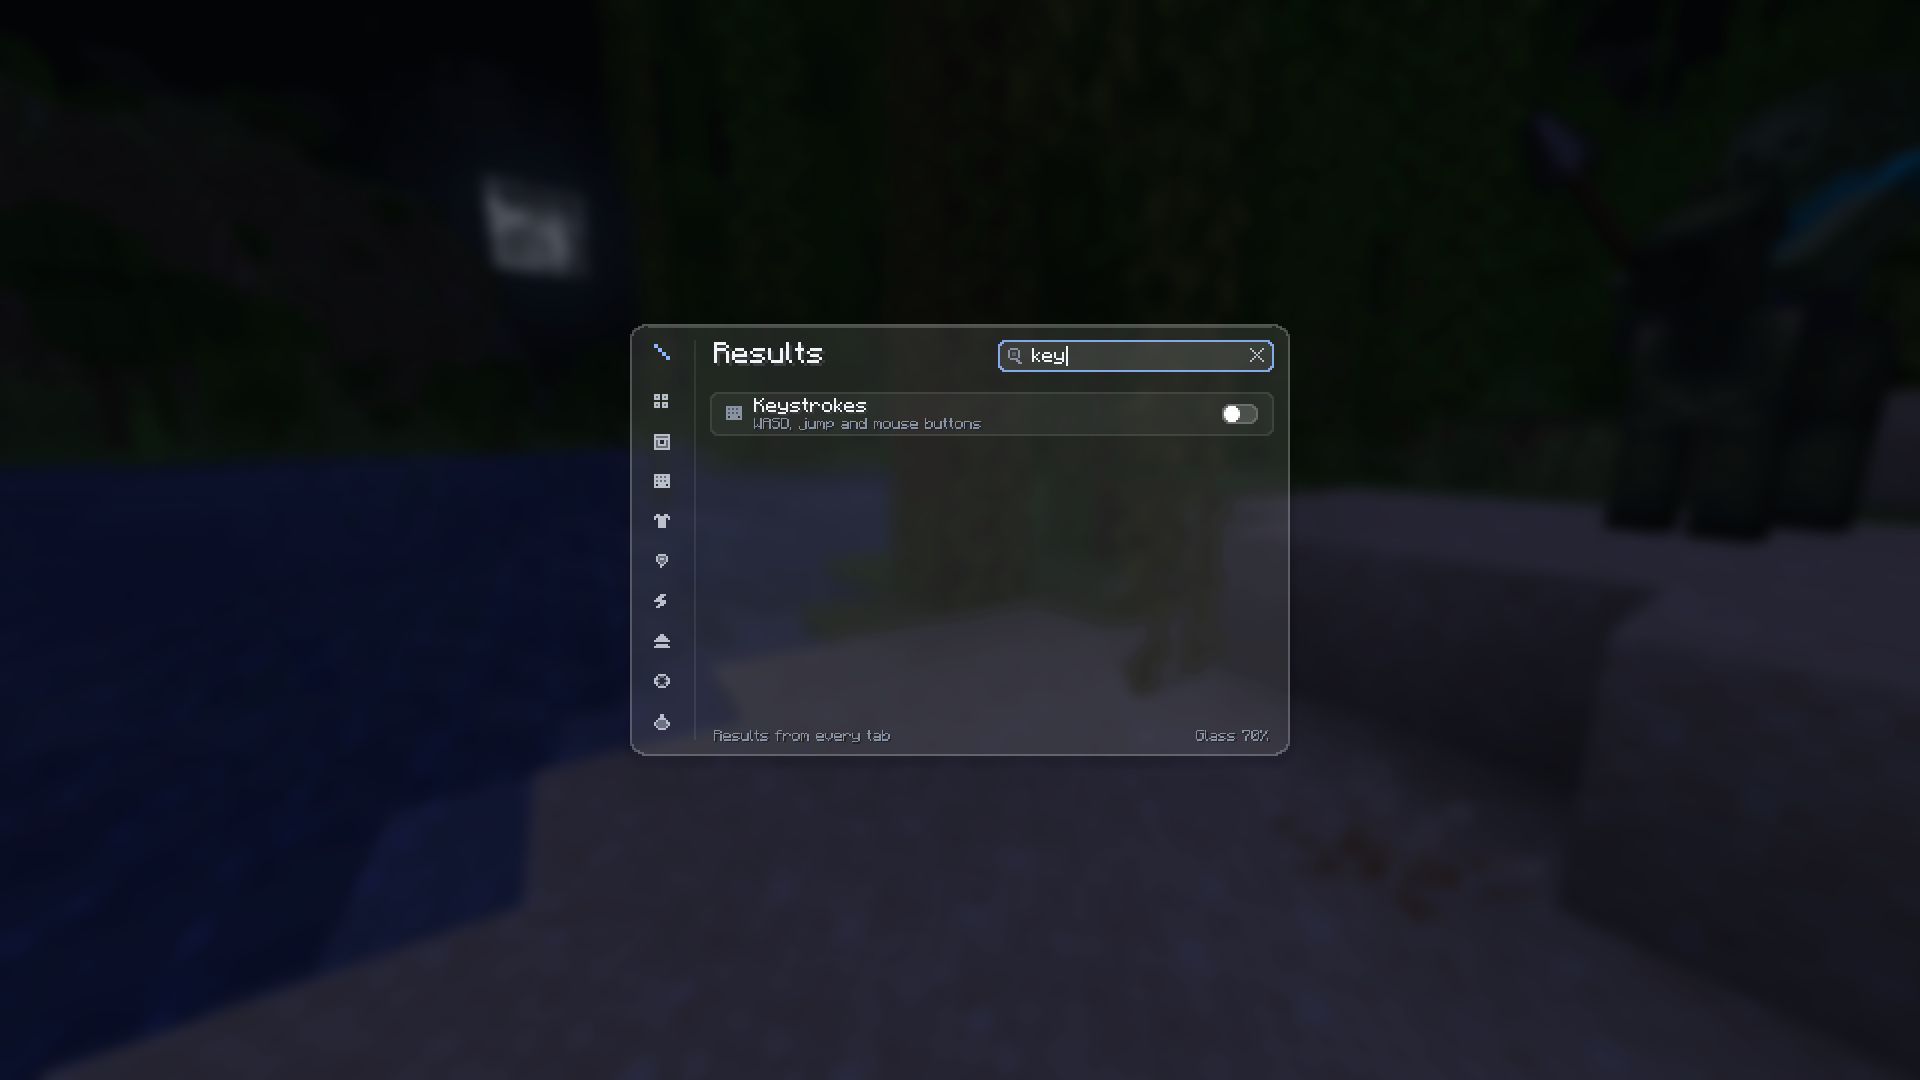 Results
key
Keystrokes
WASD, jump and mouse buttons
Results from every tab
Glass 70%